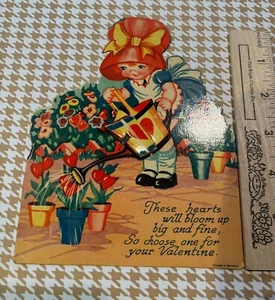 These hearts
will bloom up
big and fine,
So choose one for
your Valentine.